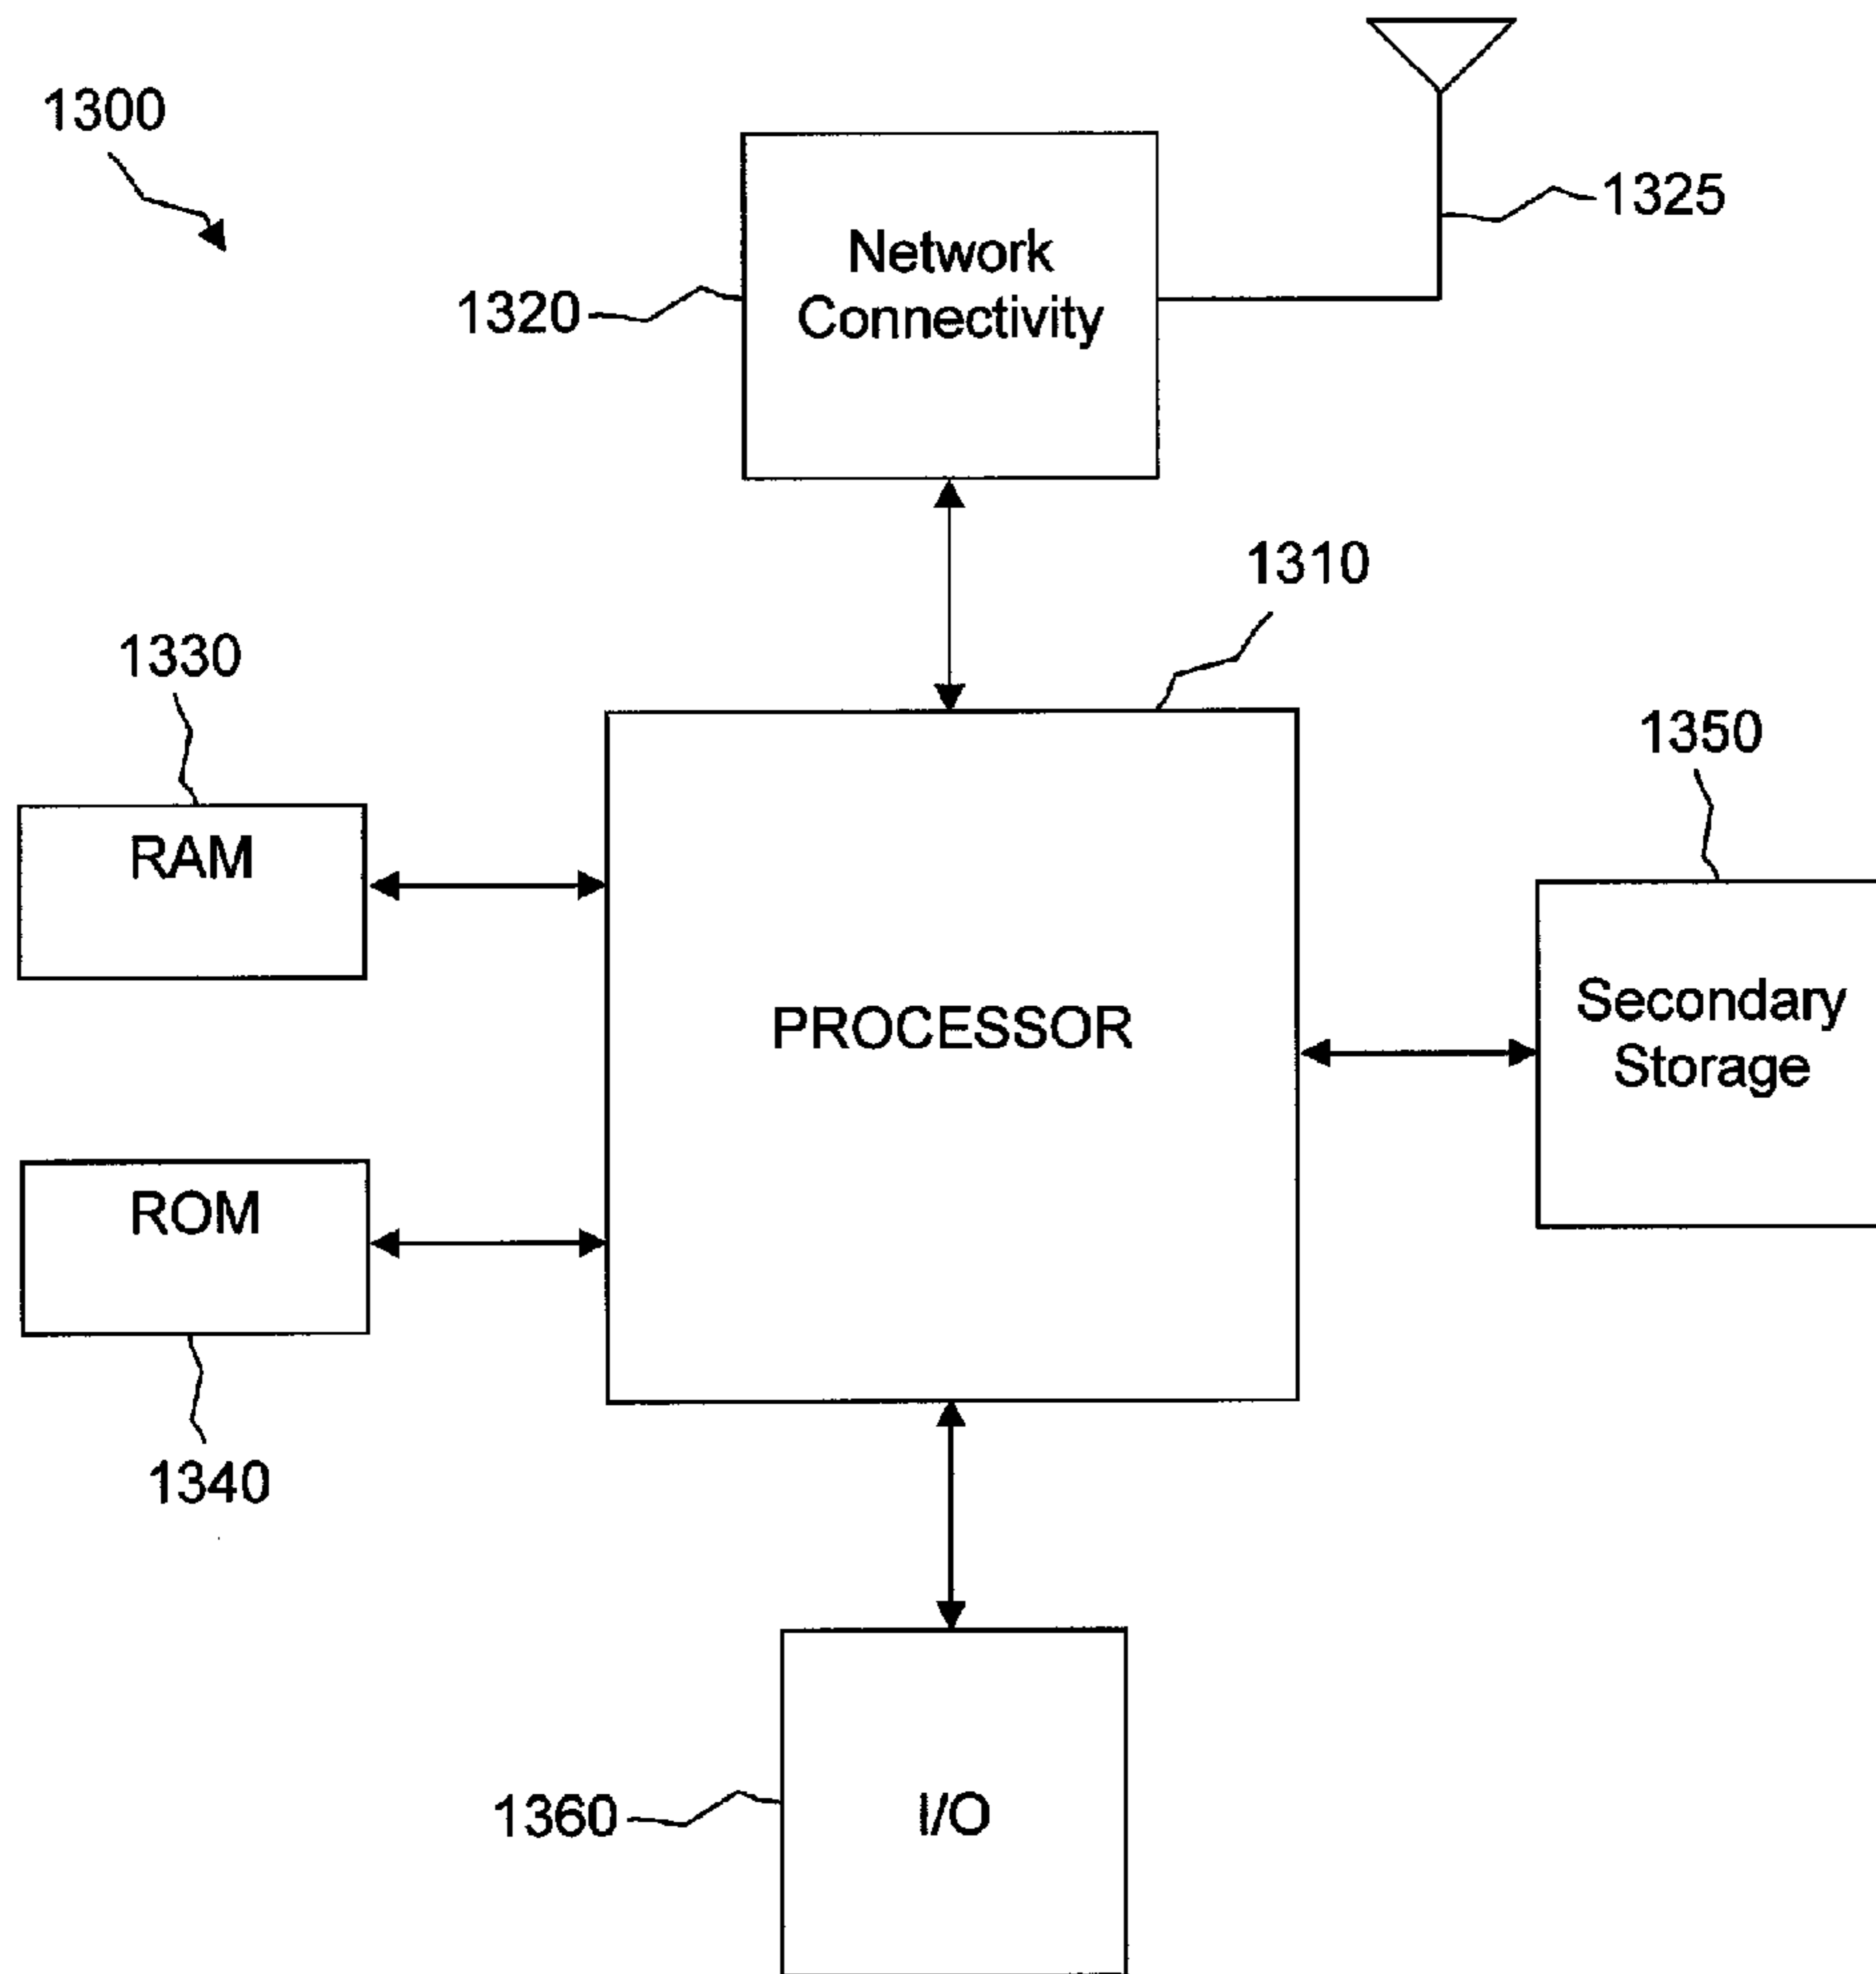 1300
1325
Network
Connectivity
1320
1310
1330
1350
RAM
PROCESSOR
Secondary
Storage
ROM
1340
1360
I/O